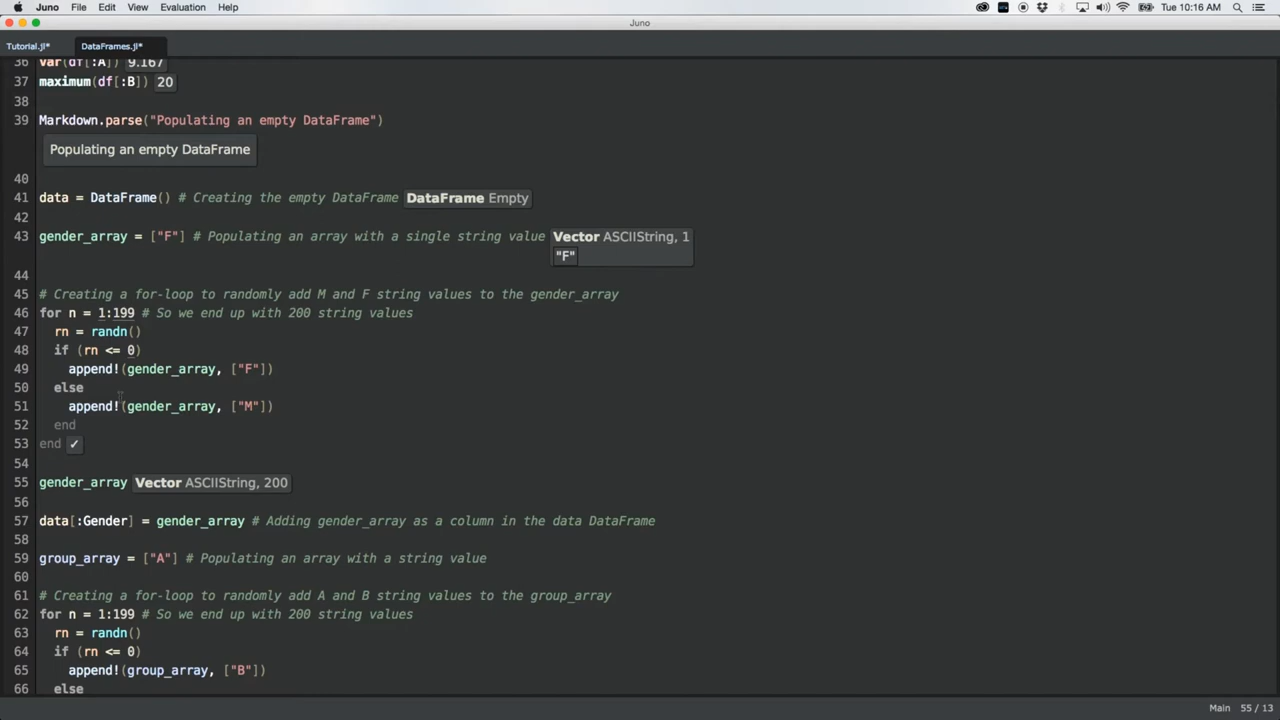 Juno File Edit View Evaluation Help Tue 10:16 AM
Juno
Tutorial.jl* DataFrames.jl*
36 var(df[:A]) 9.167
37 maximum(df[:B]) 20
38
39 Markdown.parse("Populating an empty DataFrame")
Populating an empty DataFrame
40
41 data = DataFrame() # Creating the empty DataFrame DataFrame Empty
42
43 gender_array = ["F"] # Populating an array with a single string value Vector ASCIIString, 1
"F"
44
45 # Creating a for-loop to randomly add M and F string values to the gender_array
46 for n = 1:199 # So we end up with 200 string values
47 rn = randn()
48 if (rn <= 0)
49 append!(gender_array, ["F"])
50 else
51 append!(gender_array, ["M"])
52 end
53 end ✓
54
55 gender_array Vector ASCIIString, 200
56
57 data[:Gender] = gender_array # Adding gender_array as a column in the data DataFrame
58
59 group_array = ["A"] # Populating an array with a string value
60
61 # Creating a for-loop to randomly add A and B string values to the group_array
62 for n = 1:199 # So we end up with 200 string values
63 rn = randn()
64 if (rn <= 0)
65 append!(group_array, ["B"])
66 else
Main 55 / 13